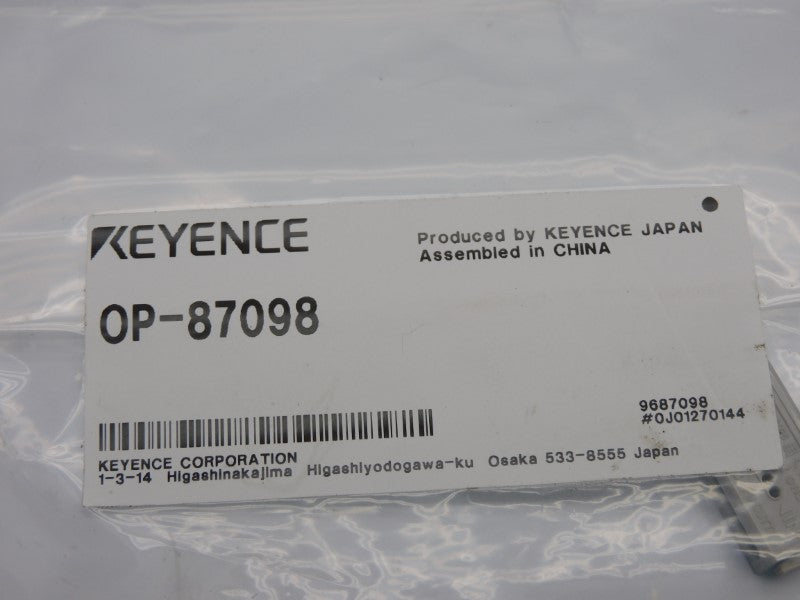 KEYENCE
Produced by KEYENCE JAPAN
Assembled in CHINA
OP-87098
9687098
#0J01270144
KEYENCE CORPORATION
1-3-14 Higashinakajima Higashiyodogawa-ku Osaka 533-8555 Japan